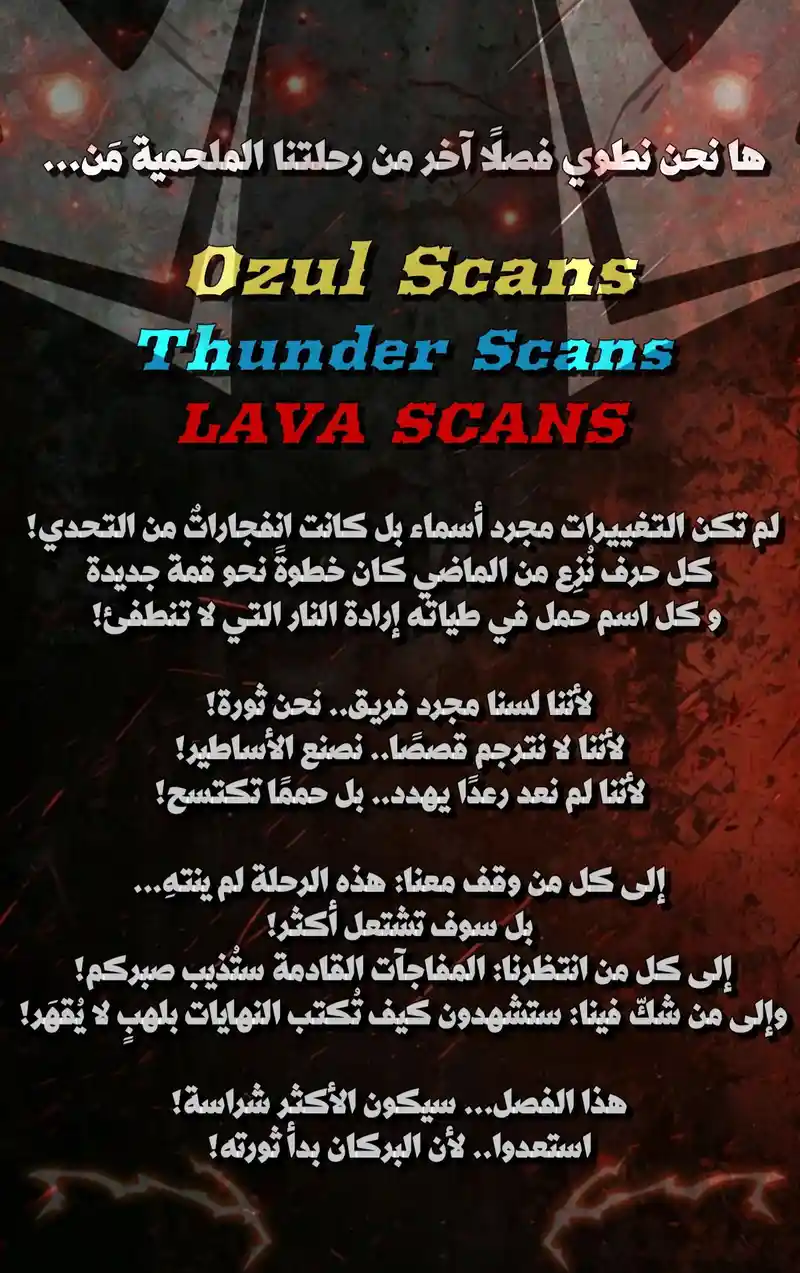 ها نحن نطوي فصلًا آخر من رحلتنا الملحمية مَن...
Ozul Scans
Thunder Scans
LAVA SCANS
لم تكن التغييرات مجرد أسماء بل كانت انفجاراتٌ من التحدي!
كل حرف نُزِع من الماضي كان خطوةً نحو قمة جديدة
و كل اسم حمل في طياته إرادة النار التي لا تنطفئ!
لأننا لسنا مجرد فريق.. نحن ثورة!
لأننا لا نترجم قصصًا.. نصنع الأساطير!
لأننا لم نعد رعدًا يهدد.. بل حممًا تكتسح!
إلى كل من وقف معنا: هذه الرحلة لم ينتهِ...
بل سوف تشتعل أكثر!
إلى كل من انتظرنا: المفاجآت القادمة ستُذيب صبركم!
وإلى من شكّ فينا: ستشهدون كيف تُكتب النهايات بلهبٍ لا يُقهَر!
هذا الفصل... سيكون الأكثر شراسة!
استعدوا.. لأن البركان بدأ ثورته!